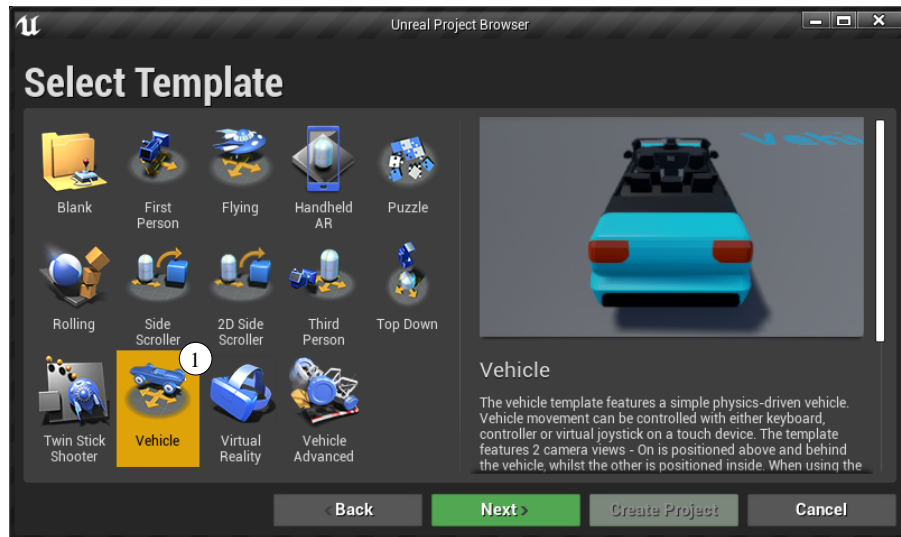 Unreal Project Browser
Select Template
Blank
First
Person
Flying
Handheld
AR
Puzzle
Rolling
Side
Scroller
2D Side
Scroller
Third
Person
Top Down
1
Twin Stick
Shooter
Vehicle
Virtual
Reality
Vehicle
Advanced
Vehi
Vehicle
The vehicle template features a simple physics-driven vehicle.
Vehicle movement can be controlled with either keyboard,
controller or virtual joystick on a touch device. The template
features 2 camera views - On is positioned above and behind
the vehicle, whilst the other is positioned inside. When using the
< Back
Next >
Create Project
Cancel